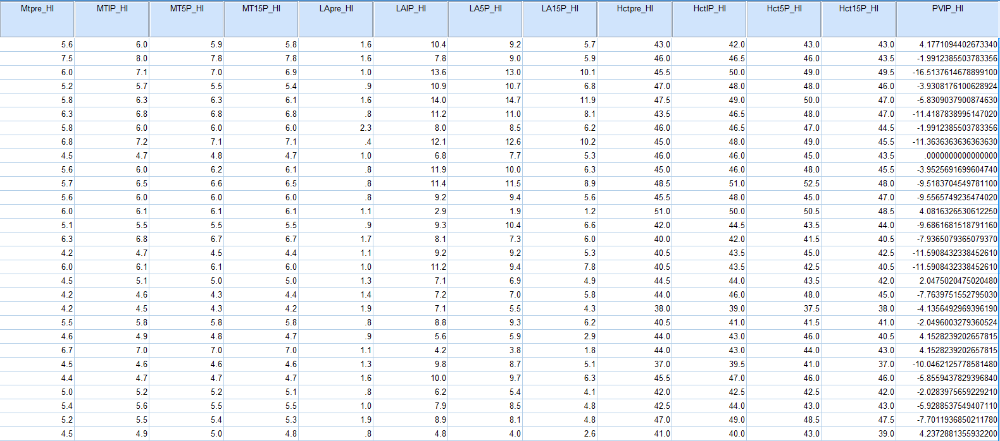 Mtpre_HI MTIP_HI MT5P_HI MT15P_HI LApre_HI LAIP_HI LA5P_HI LA15P_HI Hctpre_HI HctIP_HI Hct5P_HI Hct15P_HI PVIP_HI
5.6 6.0 5.9 5.8 1.6 10.4 9.2 5.7 43.0 42.0 43.0 43.0 4.1771094402673340
7.5 8.0 7.8 7.8 1.6 7.8 9.0 5.9 46.0 46.5 46.0 43.5 -1.9912385503783356
6.0 7.1 7.0 6.9 1.0 13.6 13.0 10.1 45.5 50.0 49.0 49.5 -16.5137614678899100
5.2 5.7 5.5 5.4 .9 10.9 10.7 6.8 47.0 48.0 48.0 46.0 -3.9308176100628924
5.8 6.3 6.3 6.1 1.6 14.0 14.7 11.9 47.5 49.0 50.0 47.0 -5.8309037900874630
6.3 6.8 6.8 6.8 .8 11.2 11.0 8.1 43.5 46.5 48.0 47.0 -11.4187838995147020
5.8 6.0 6.0 6.0 2.3 8.0 8.5 6.2 46.0 46.5 47.0 44.5 -1.9912385503783356
6.8 7.2 7.1 7.1 .4 12.1 12.6 10.2 45.0 48.0 49.0 45.5 -11.3636363636363630
4.5 4.7 4.8 4.7 1.0 6.8 7.7 5.3 46.0 46.0 45.0 43.5 .0000000000000000
5.6 6.0 6.2 6.1 .8 11.9 10.0 6.3 45.0 46.0 48.0 45.5 -3.9525691699604740
5.7 6.5 6.6 6.5 .8 11.4 11.5 8.9 48.5 51.0 52.5 48.0 -9.5183704549781100
5.6 6.0 6.0 6.0 .8 9.2 9.4 5.6 45.5 48.0 45.0 47.0 -9.5565749235474020
6.0 6.1 6.1 6.1 1.1 2.9 1.9 1.2 51.0 50.0 50.5 48.5 4.0816326530612250
5.1 5.5 5.5 5.5 .9 9.3 10.4 6.6 42.0 44.5 43.5 44.0 -9.6861681518791160
6.3 6.8 6.7 6.7 1.7 8.1 7.3 6.0 40.0 42.0 41.5 40.5 -7.9365079365079370
4.2 4.7 4.5 4.4 1.1 9.2 9.2 5.3 40.5 43.5 45.0 42.5 -11.5908432338452610
6.0 6.1 6.1 6.0 1.0 11.2 9.4 7.8 40.5 43.5 42.5 40.5 -11.5908432338452610
4.5 5.1 5.0 5.0 1.3 7.1 6.9 4.9 44.5 44.0 43.5 42.0 2.0475020475020480
4.2 4.6 4.3 4.4 1.4 7.2 7.0 5.8 44.0 46.0 48.0 45.0 -7.7639751552795030
4.2 4.5 4.3 4.2 1.9 7.1 5.5 4.3 38.0 39.0 37.5 38.0 -4.1356492969396190
5.5 5.8 5.8 5.8 .8 8.8 9.3 6.2 40.5 41.0 41.5 41.0 -2.0496003279360524
4.6 4.9 4.8 4.7 .9 5.6 5.9 2.9 44.0 43.0 46.0 40.5 4.1528239202657815
6.7 7.0 7.0 7.0 1.1 4.2 3.8 1.8 44.0 43.0 44.0 43.0 4.1528239202657815
4.5 4.6 4.6 4.6 1.3 9.8 8.7 5.1 37.0 39.5 41.0 37.0 -10.0462125778581480
4.4 4.7 4.7 4.7 1.6 10.0 9.7 6.3 45.5 47.0 46.0 46.0 -5.8559437829396840
5.0 5.2 5.2 5.1 .8 6.2 5.4 4.1 42.0 42.5 42.5 42.0 -2.0283975659229210
5.4 5.6 5.5 5.5 1.0 7.9 8.5 4.8 42.5 44.0 43.0 43.0 -5.9288537549407110
5.2 5.5 5.4 5.3 1.9 8.9 8.1 4.8 47.0 49.0 48.5 47.5 -7.7011936850211780
4.5 4.9 5.0 4.8 .8 4.8 4.0 2.6 41.0 40.0 43.0 39.0 4.2372881355932200